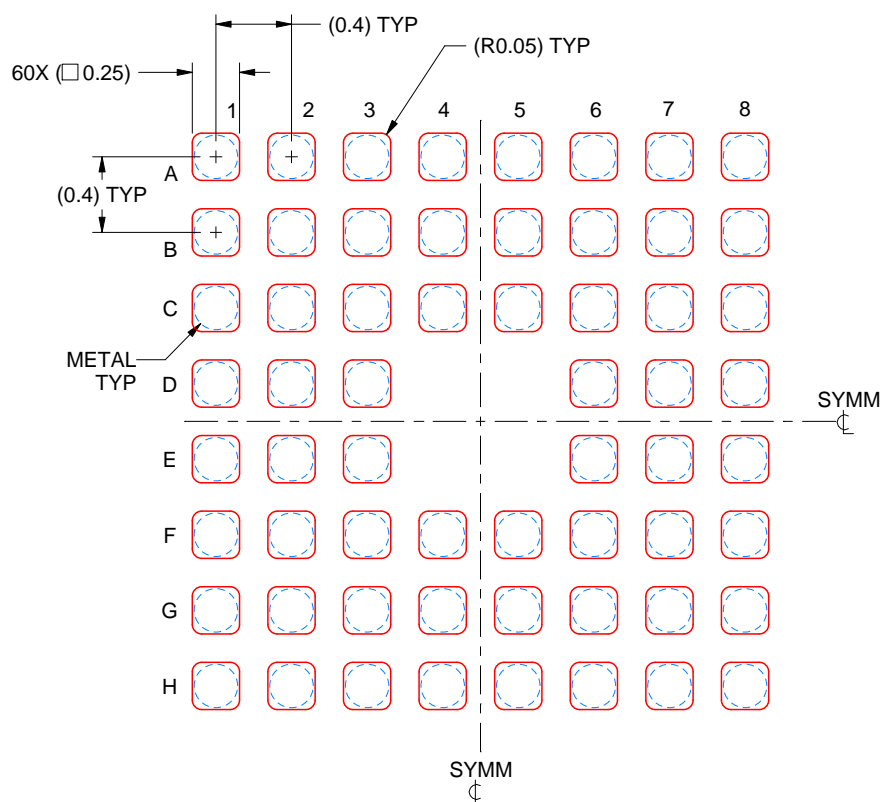 (0.4) TYP
(R0.05) TYP
60X (□ 0.25)
1 2 3 4 5 6 7 8
A
(0.4) TYP
B
C
METAL
TYP
D
SYMM
℄
E
F
G
H
SYMM
℄